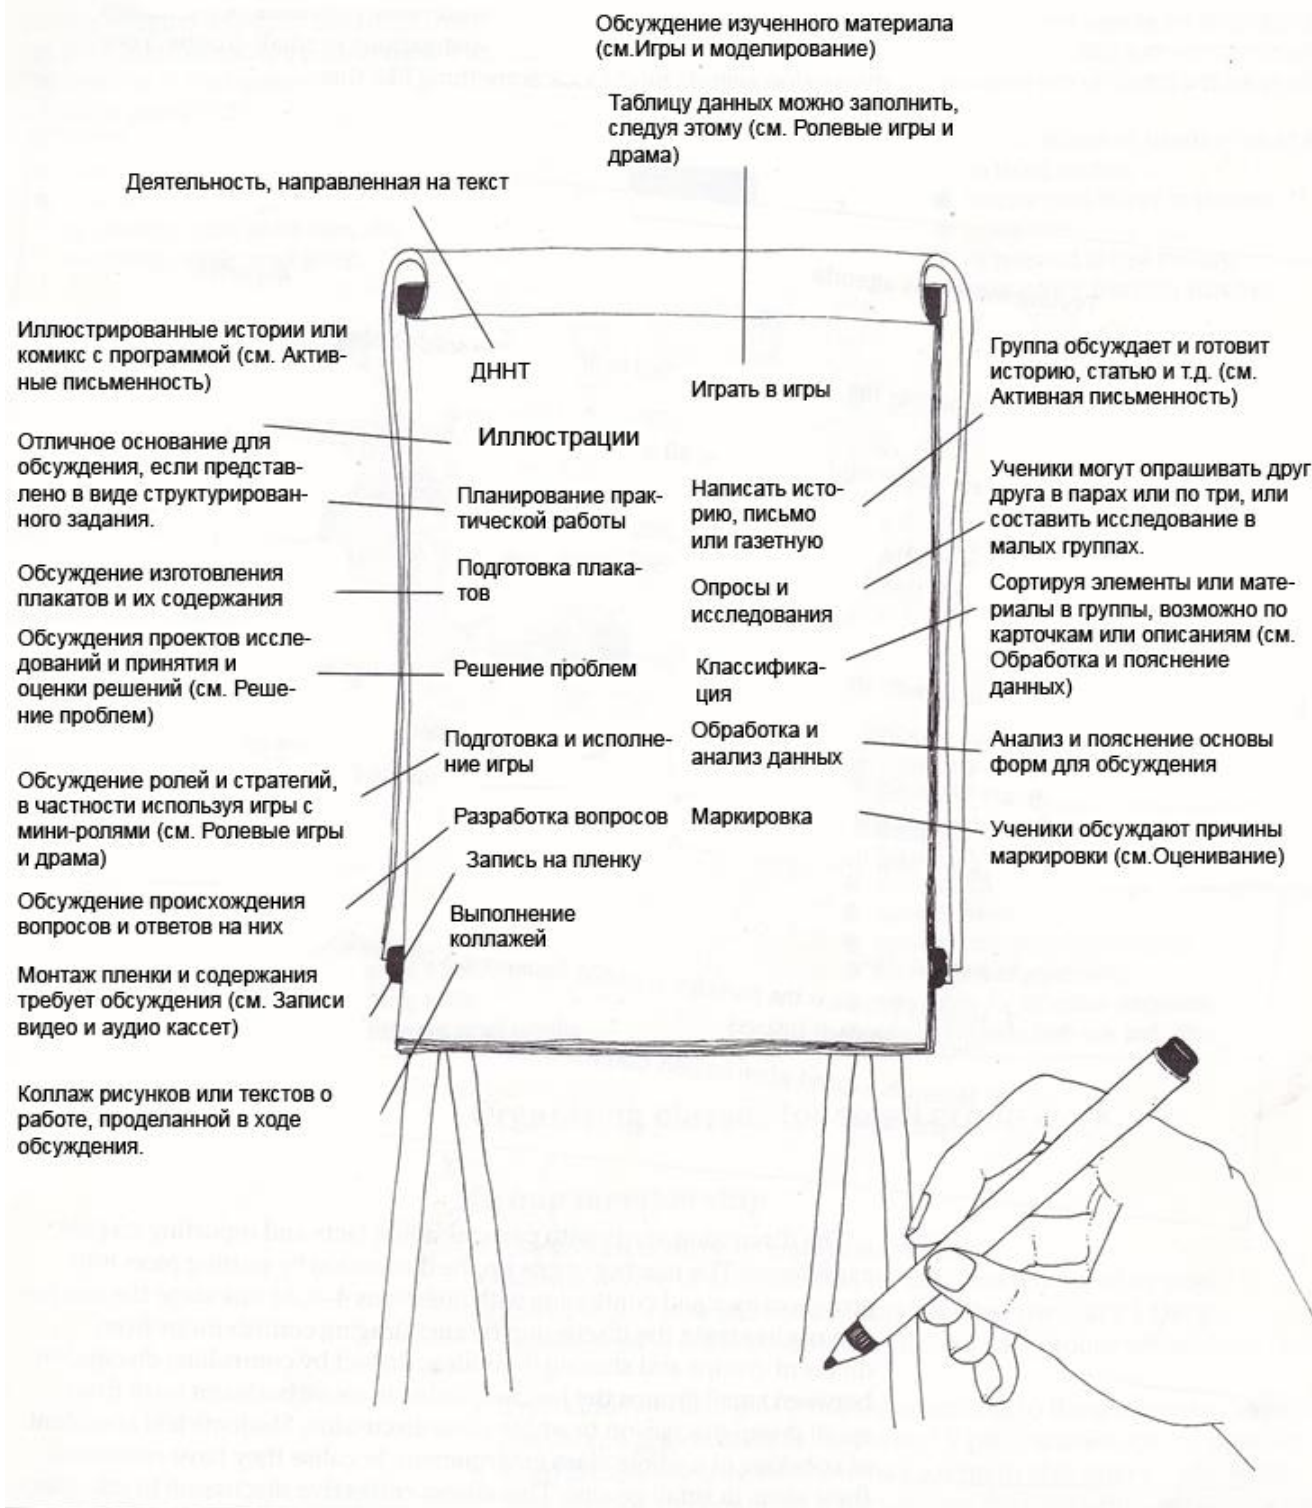 Обсуждение изученного материала
(см.Игры и моделирование)
Таблицу данных можно заполнить,
следуя этому (см. Ролевые игры и
драма)
Деятельность, направленная на текст
Иллюстрированные истории или
комикс с программой (см. Актив-
ные письменность)
Отличное основание для
обсуждения, если представ-
лено в виде структурирован-
ного задания.
Обсуждение изготовления
плакатов и их содержания
Обсуждения проектов иссле-
дований и принятия и
оценки решений (см. Реше-
ние проблем)
Обсуждение ролей и стратегий,
в частности используя игры с
мини-ролями (см. Ролевые игры
и драма)
Обсуждение происхождения
вопросов и ответов на них
Монтаж пленки и содержания
требует обсуждения (см. Записи
видео и аудио кассет)
Коллаж рисунков или текстов о
работе, проделанной в ходе
обсуждения.
ДННТ
Иллюстрации
Планирование прак-
тической работы
Подготовка плака-
тов
Решение проблем
Подготовка и исполне-
ние игры
Разработка вопросов
Запись на пленку
Выполнение
коллажей
Играть в игры
Написать исто-
рию, письмо
или газетную
Опросы и
исследования
Классифика-
ция
Обработка и
анализ данных
Маркировка
Группа обсуждает и готовит
историю, статью и т.д. (см.
Активная письменность)
Ученики могут опрашивать друг
друга в парах или по три, или
составить исследование в
малых группах.
Сортируя элементы или мате-
риалы в группы, возможно по
карточкам или описаниям (см.
Обработка и пояснение
данных)
Анализ и пояснение основы
форм для обсуждения
Ученики обсуждают причины
маркировки (см.Оценивание)